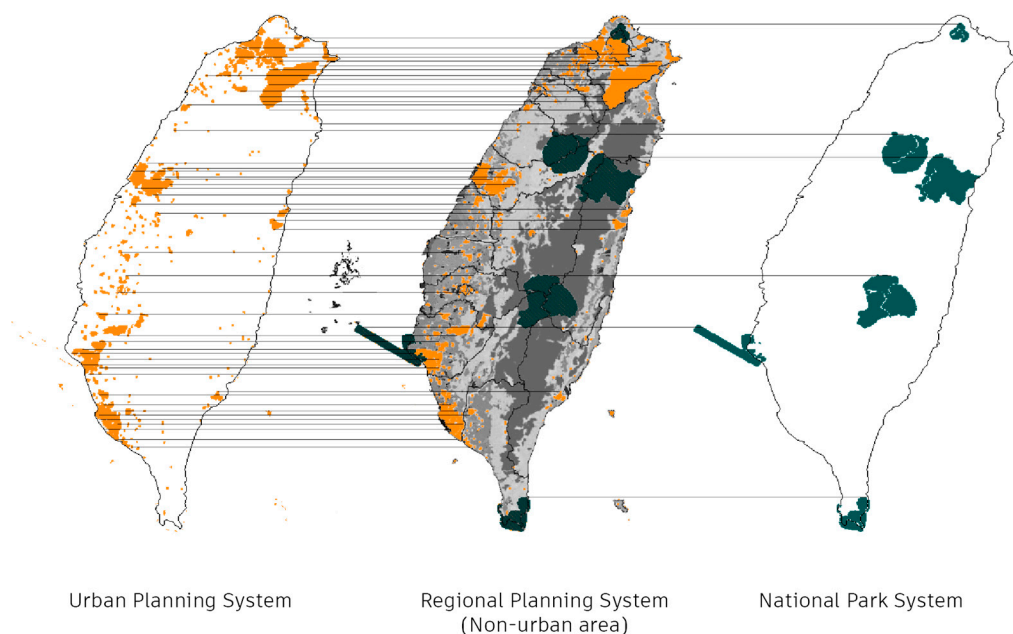 Urban Planning System
Regional Planning System
(Non-urban area)
National Park System